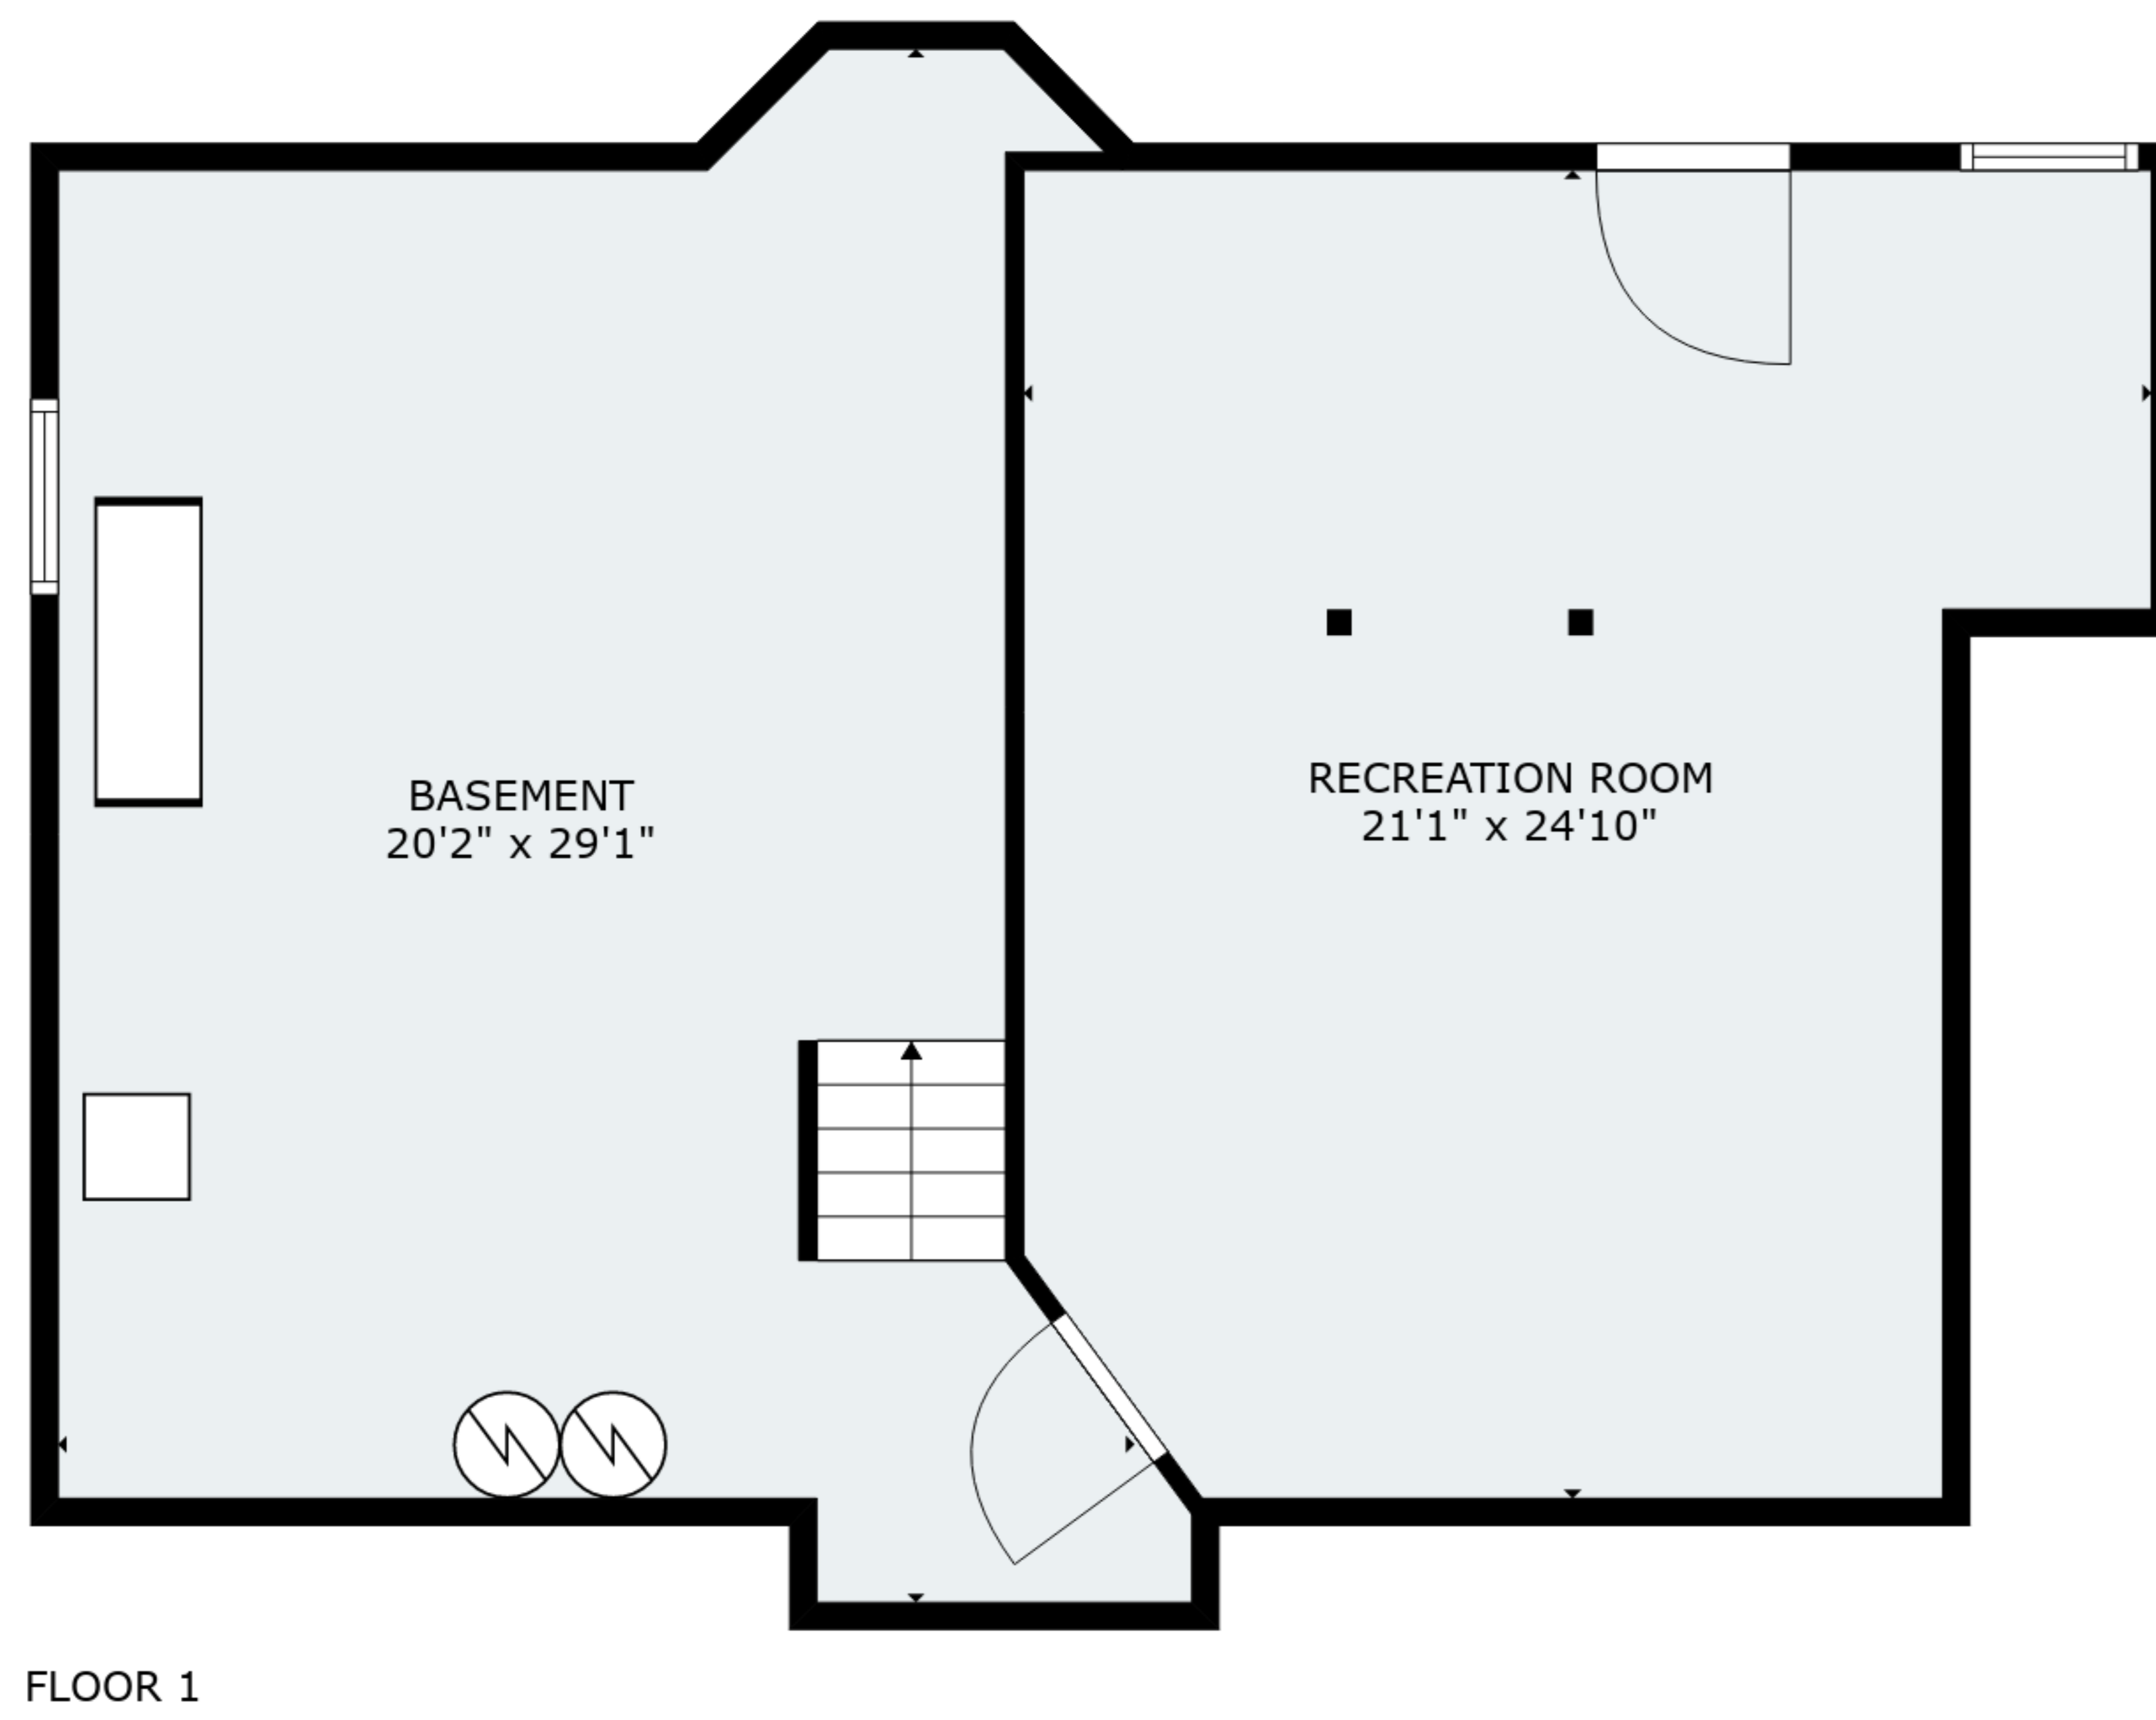 BASEMENT
20'2" x 29'1"
RECREATION ROOM
21'1" x 24'10"
FLOOR 1